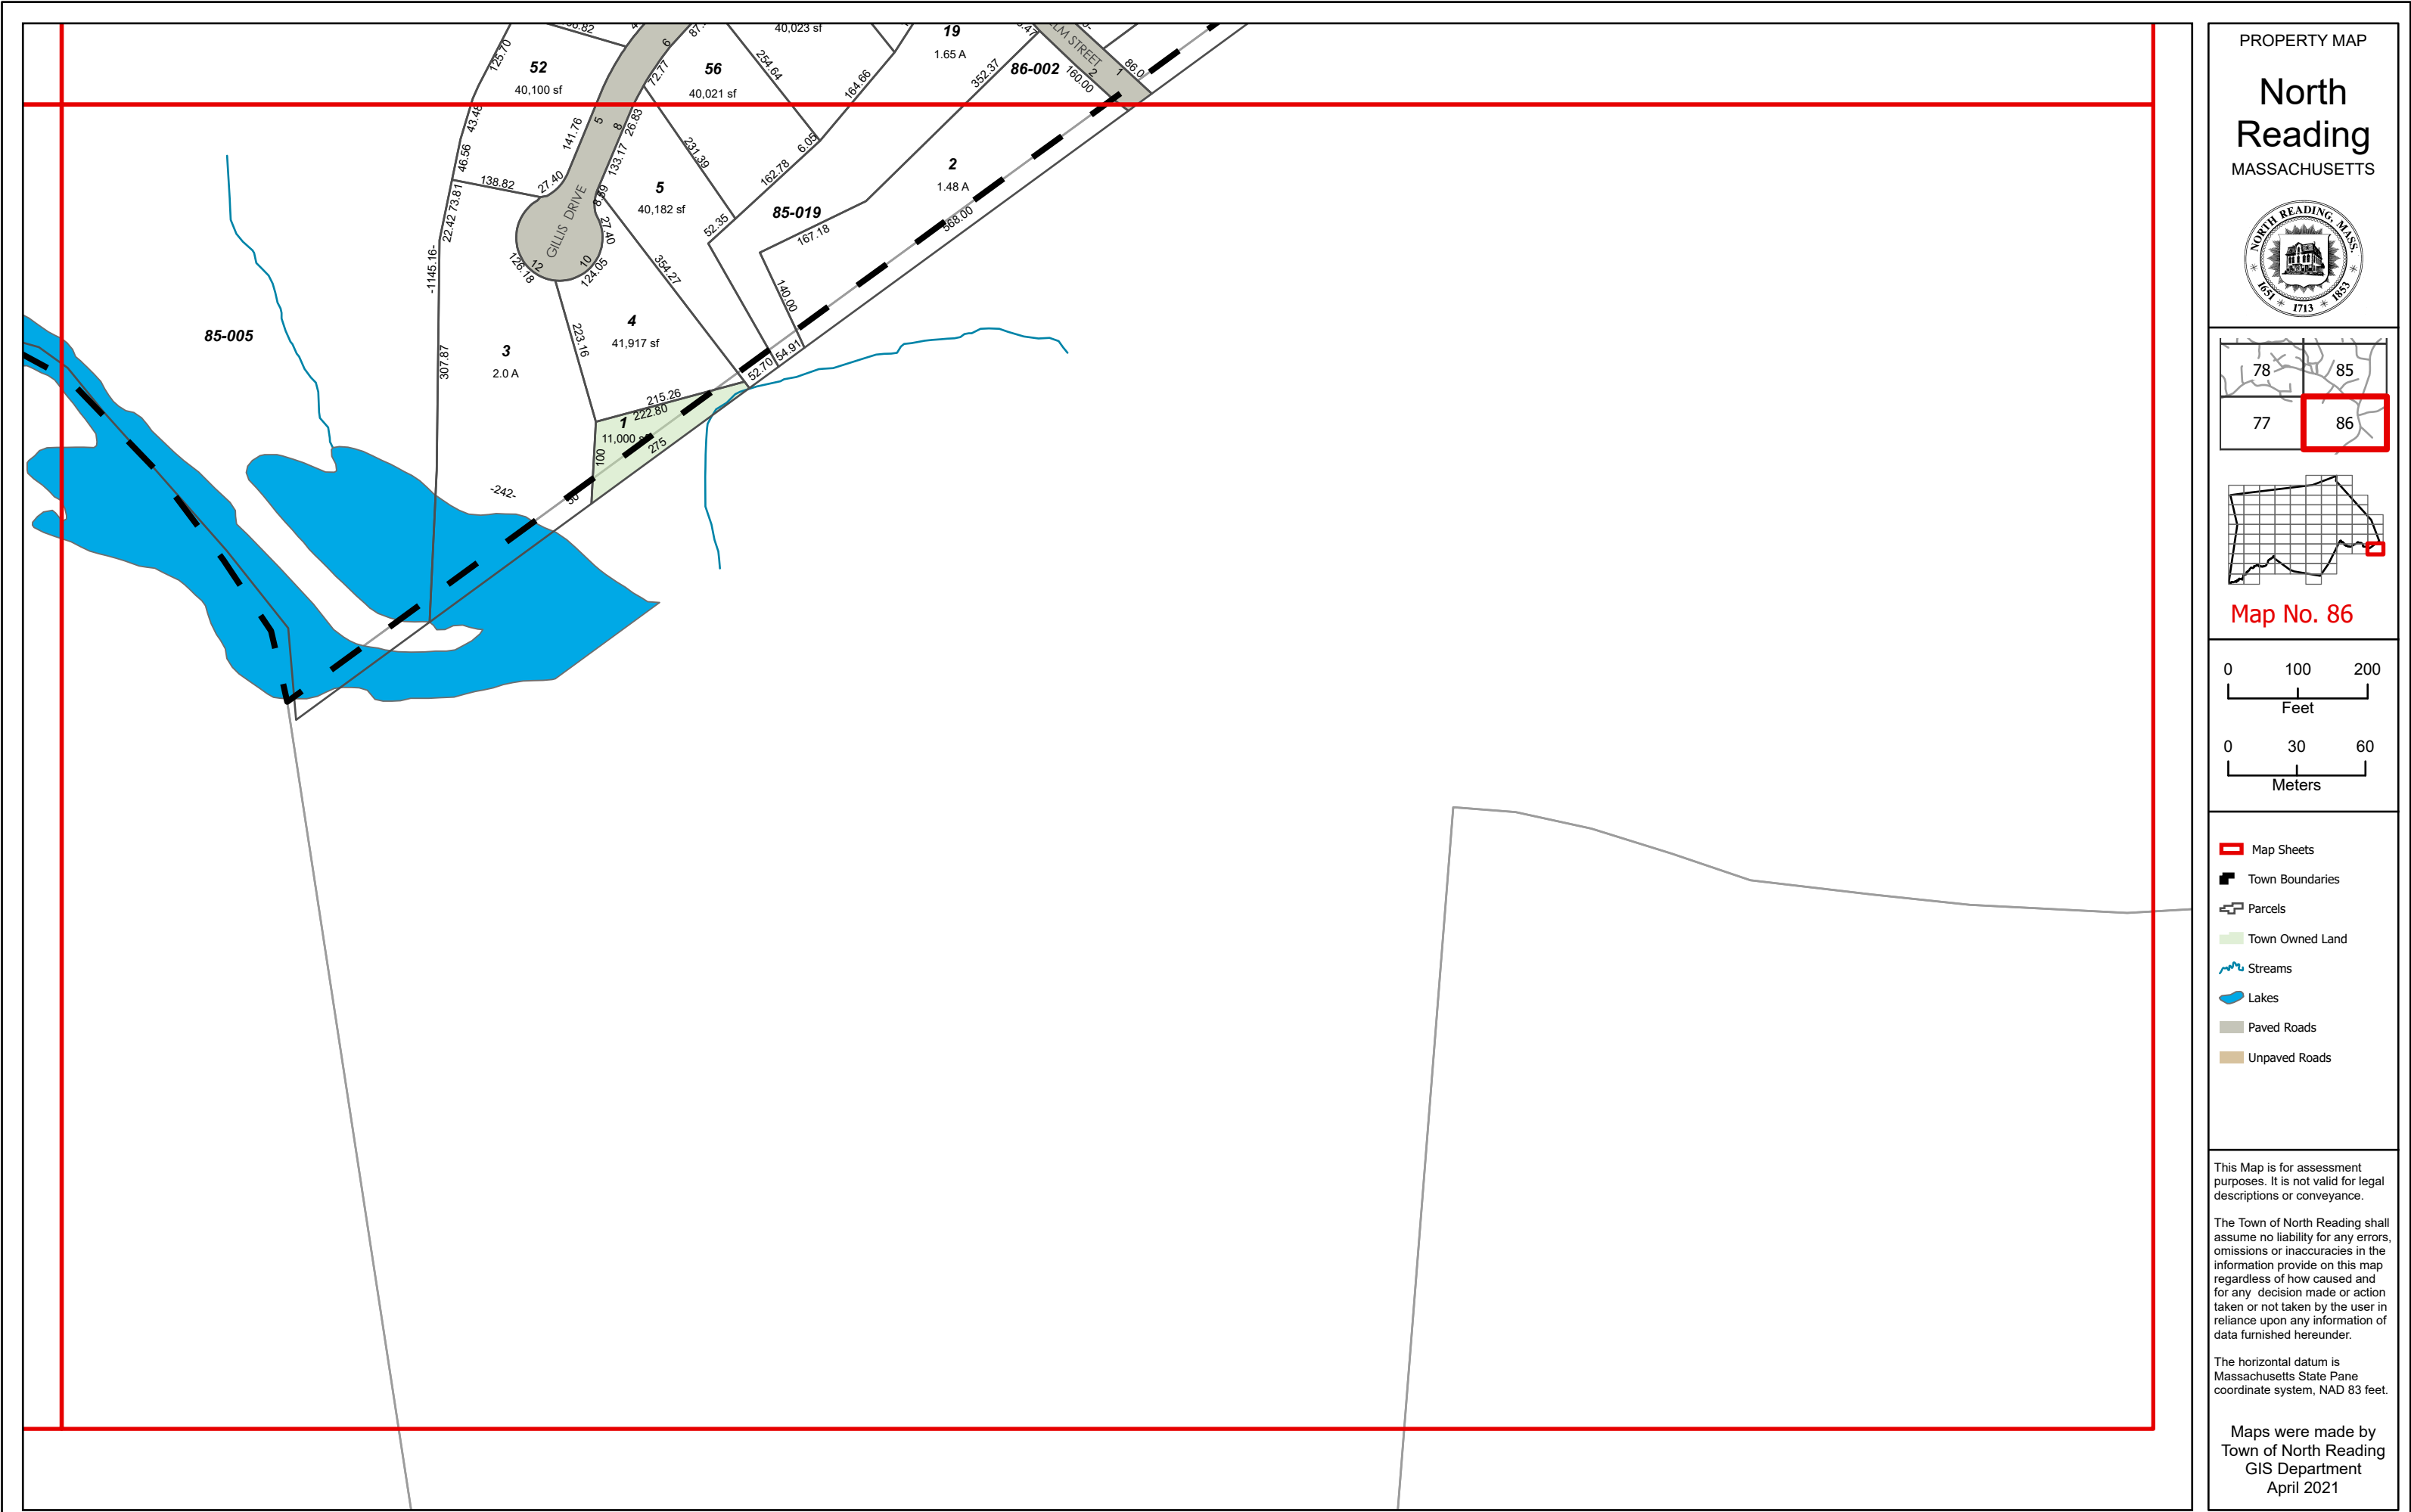 125.70
52
40,100 sf
6
87.
72.77
56
40,021 sf
254.64
40,023 sf
164.66
19
1.65 A
352.37
86-002
160.00
2
1
86.0
43.48
46.56
141.76
5
8
26.83
133.17
231.39
6.05
162.78
2
1.48 A
138.82
27.40
22.42
73.81
5
40,182 sf
GILLIS DRIVE
27.40
52.35
85-019
167.18
568.00
-1145.16-
126.18
12
10
124.05
354.27
140.00
85-005
307.87
3
2.0 A
223.16
4
41,917 sf
52.70
54.91
215.26
222.80
1
11,000 s
100
275
-242-
50
PROPERTY MAP
North
Reading
MASSACHUSETTS
NORTH READING, MASS.
1651 1713 1853
78
85
77
86
Map No. 86
0 100 200
Feet
0 30 60
Meters
Map Sheets
Town Boundaries
Parcels
Town Owned Land
Streams
Lakes
Paved Roads
Unpaved Roads
This Map is for assessment
purposes. It is not valid for legal
descriptions or conveyance.
The Town of North Reading shall
assume no liability for any errors,
omissions or inaccuracies in the
information provide on this map
regardless of how caused and
for any decision made or action
taken or not taken by the user in
reliance upon any information of
data furnished hereunder.
The horizontal datum is
Massachusetts State Pane
coordinate system, NAD 83 feet.
Maps were made by
Town of North Reading
GIS Department
April 2021